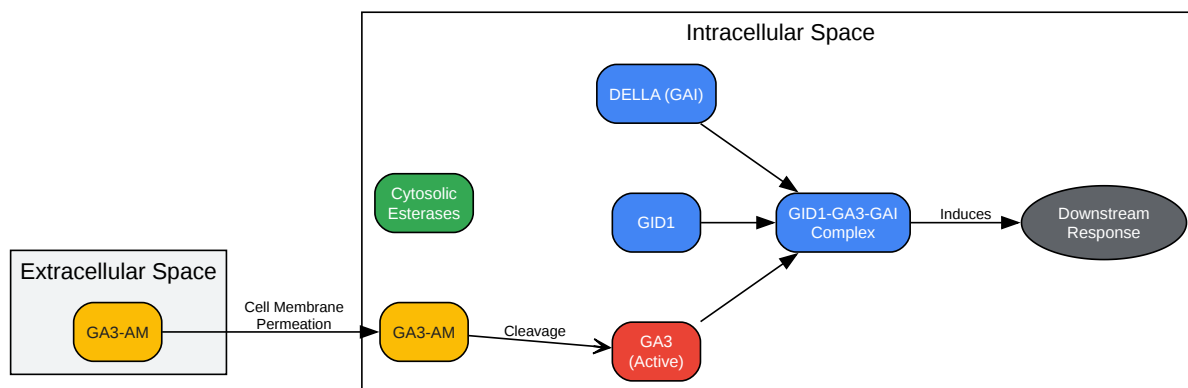 Intracellular Space
DELLA (GAI)
Cytosolic
Esterases
GID1
GID1-GA3-GAI
Complex
Induces
Downstream
Response
Extracellular Space
GA3-AM
Cell Membrane
Permeation
GA3-AM
Cleavage
GA3
(Active)